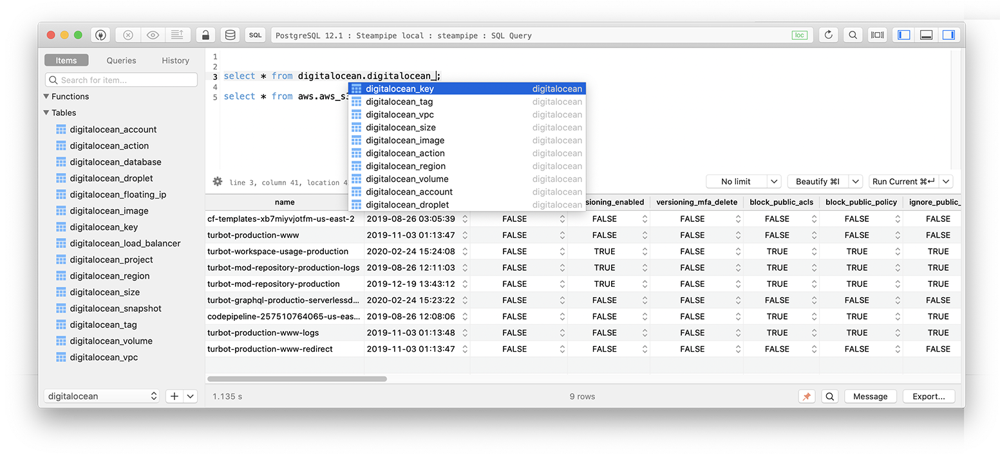 SQL PostgreSQL 12.1 : Steampipe local : steampipe : SQL Query loc
Items Queries History
Search for item...
Functions
Tables
digitalocean_account
digitalocean_action
digitalocean_database
digitalocean_droplet
digitalocean_floating_ip
digitalocean_image
digitalocean_key
digitalocean_load_balancer
digitalocean_project
digitalocean_region
digitalocean_size
digitalocean_snapshot
digitalocean_tag
digitalocean_volume
digitalocean_vpc
digitalocean
1
2
3 select * from digitalocean.digitalocean_;
4
5 select * from aws.aws_s3
digitalocean_key digitalocean
digitalocean_tag digitalocean
digitalocean_vpc digitalocean
digitalocean_size digitalocean
digitalocean_image digitalocean
digitalocean_action digitalocean
digitalocean_region digitalocean
digitalocean_volume digitalocean
digitalocean_account digitalocean
digitalocean_droplet digitalocean
line 3, column 41, location 4 No limit Beautify ⌘I Run Current ⌘↵
name sioning_enabled versioning_mfa_delete block_public_acls block_public_policy ignore_public_
cf-templates-xb7miyvjotfm-us-east-2 2019-08-26 03:05:39 FALSE FALSE FALSE FALSE FALSE FALSE
turbot-production-www 2019-11-03 01:13:47 FALSE FALSE FALSE FALSE FALSE FALSE
turbot-workspace-usage-production 2020-02-24 15:24:08 FALSE TRUE FALSE TRUE TRUE TRUE
turbot-mod-repository-production-logs 2019-08-26 12:11:03 FALSE TRUE FALSE TRUE TRUE TRUE
turbot-mod-repository-production 2019-12-19 13:43:12 FALSE TRUE FALSE TRUE TRUE TRUE
turbot-graphql-productio-serverlessd... 2020-02-24 15:23:22 FALSE FALSE FALSE FALSE FALSE FALSE
codepipeline-257510764065-us-eas... 2019-08-26 12:08:06 FALSE FALSE FALSE TRUE TRUE TRUE
turbot-production-www-logs 2019-11-03 01:13:48 FALSE FALSE FALSE TRUE TRUE TRUE
turbot-production-www-redirect 2019-11-03 01:13:47 FALSE FALSE FALSE FALSE FALSE FALSE
1.135 s 9 rows Message Export...